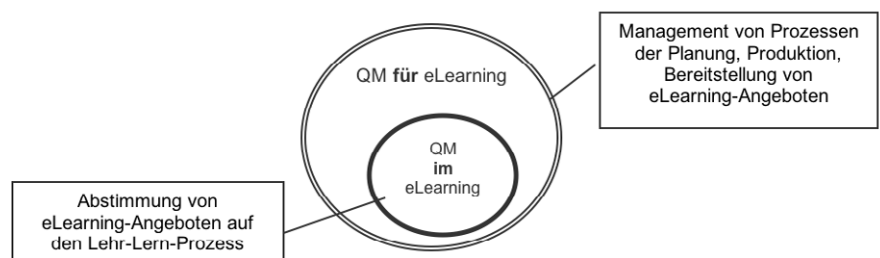 Management von Prozessen
der Planung, Produktion,
Bereitstellung von
eLearning-Angeboten
QM für eLearning
QM
im
eLearning
Abstimmung von
eLearning-Angeboten auf
den Lehr-Lern-Prozess